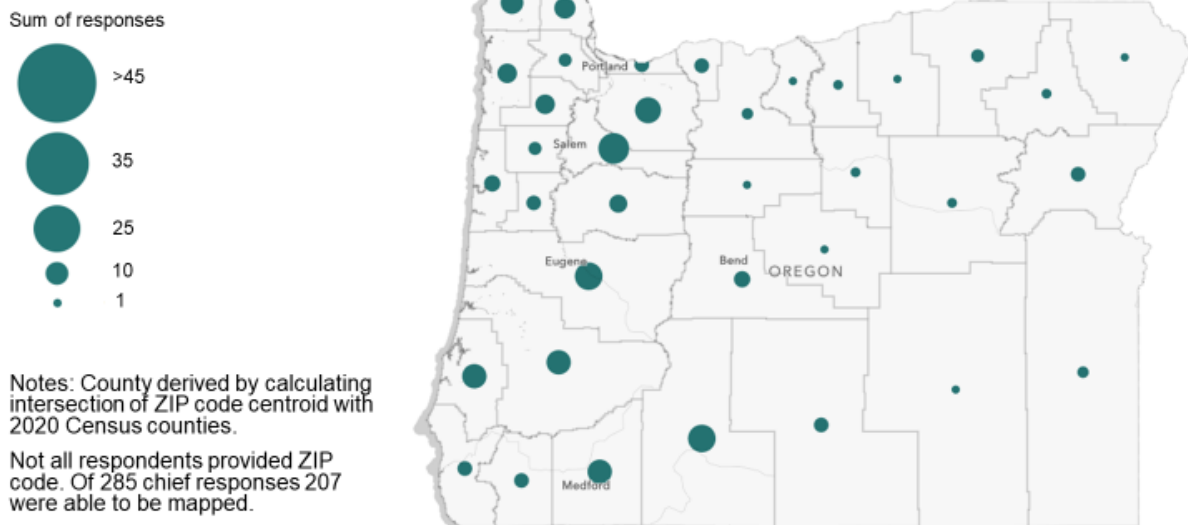 Sum of responses
>45
35
25
10
1
Notes: County derived by calculating
intersection of ZIP code centroid with
2020 Census counties.
Not all respondents provided ZIP
code. Of 285 chief responses 207
were able to be mapped.
Portland
Salem
Eugene
Bend
OREGON
Medford